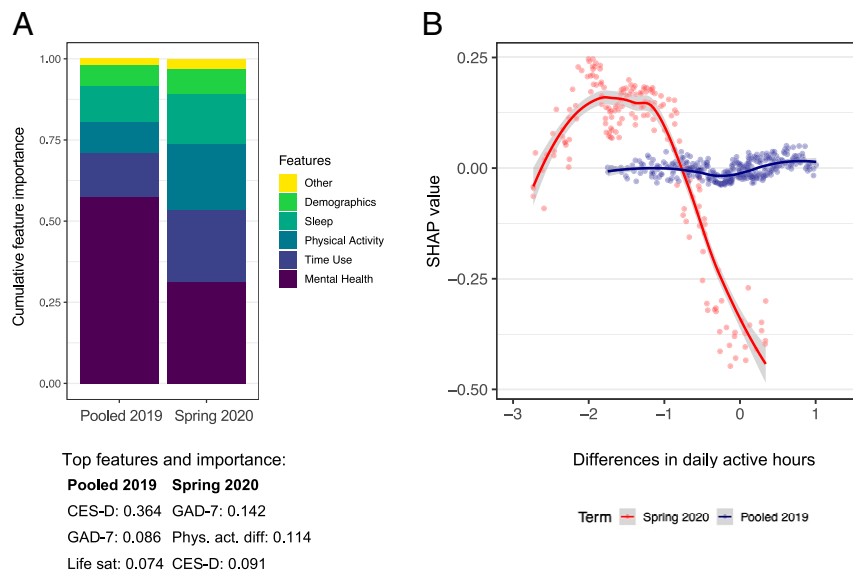 A
Cumulative feature importance
1.00
0.75
0.50
0.25
0.00
Pooled 2019
Spring 2020
Features
Other
Demographics
Sleep
Physical Activity
Time Use
Mental Health
Top features and importance:
Pooled 2019 Spring 2020
CES-D: 0.364 GAD-7: 0.142
GAD-7: 0.086 Phys. act. diff: 0.114
Life sat: 0.074 CES-D: 0.091
B
SHAP value
0.25
0.00
−0.25
−0.50
−3 −2 −1 0 1
Differences in daily active hours
Term Spring 2020 Pooled 2019